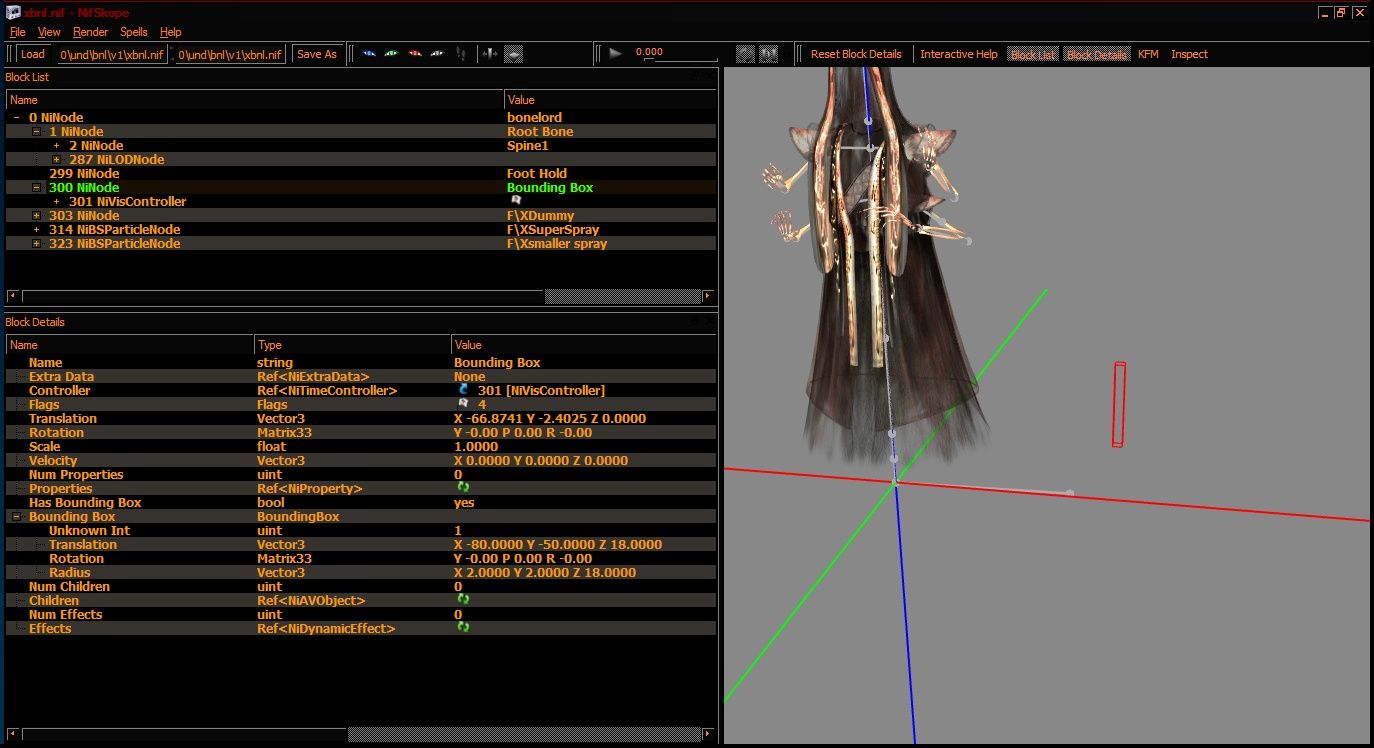 xbnl.nif - NifSkope
File View Render Spells Help
Load 0\und\bnl\v1\xbnl.nif 0\und\bnl\v1\xbnl.nif Save As 0.000 Reset Block Details Interactive Help Block List Block Details KFM Inspect
Block List
Name Value
0 NiNode bonelord
1 NiNode Root Bone
2 NiNode Spine1
287 NiLODNode
299 NiNode Foot Hold
300 NiNode Bounding Box
301 NiVisController
303 NiNode F\XDummy
314 NiBSParticleNode F\XSuperSpray
323 NiBSParticleNode F\Xsmaller spray
Block Details
Name Type Value
Name string Bounding Box
Extra Data Ref<NiExtraData> None
Controller Ref<NiTimeController> 301 [NiVisController]
Flags Flags 4
Translation Vector3 X -66.8741 Y -2.4025 Z 0.0000
Rotation Matrix33 Y -0.00 P 0.00 R -0.00
Scale float 1.0000
Velocity Vector3 X 0.0000 Y 0.0000 Z 0.0000
Num Properties uint 0
Properties Ref<NiProperty>
Has Bounding Box bool yes
Bounding Box BoundingBox
Unknown Int uint 1
Translation Vector3 X -80.0000 Y -50.0000 Z 18.0000
Rotation Matrix33 Y -0.00 P 0.00 R -0.00
Radius Vector3 X 2.0000 Y 2.0000 Z 18.0000
Num Children uint 0
Children Ref<NiAVObject>
Num Effects uint 0
Effects Ref<NiDynamicEffect>